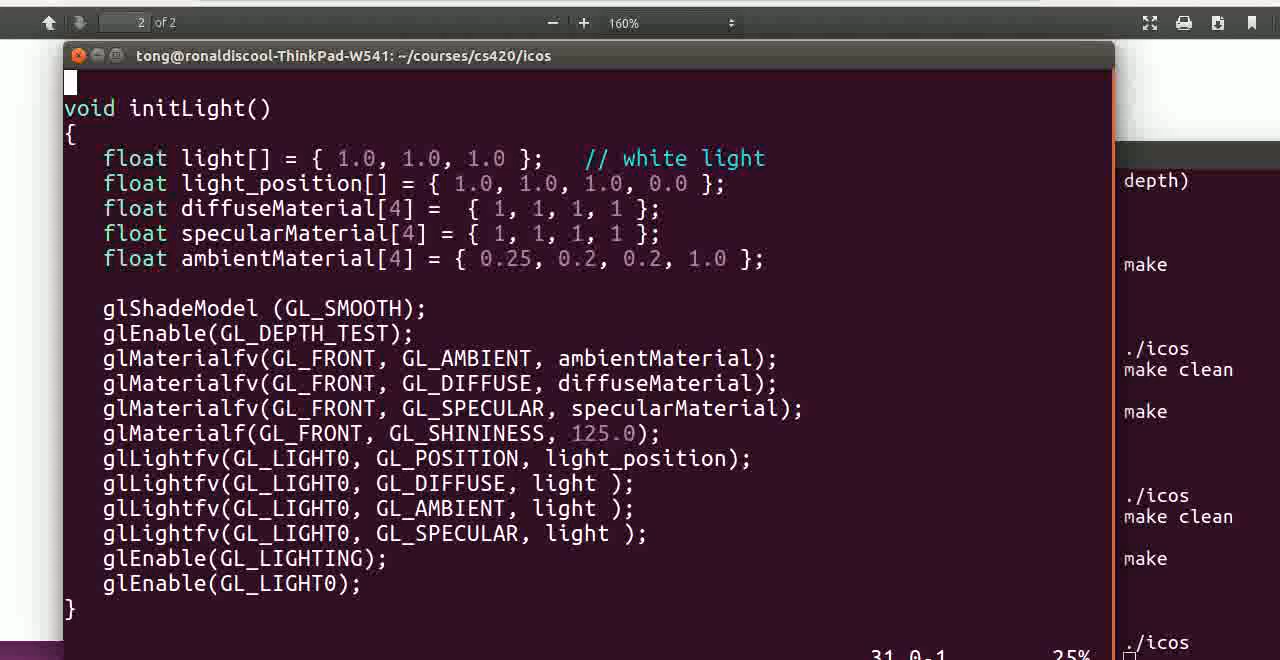 2 of 2
160%
tong@ronaldiscool-ThinkPad-W541: ~/courses/cs420/icos
void initLight()
{
float light[] = { 1.0, 1.0, 1.0 }; // white light
float light_position[] = { 1.0, 1.0, 1.0, 0.0 };
float diffuseMaterial[4] = { 1, 1, 1, 1 };
float specularMaterial[4] = { 1, 1, 1, 1 };
float ambientMaterial[4] = { 0.25, 0.2, 0.2, 1.0 };
glShadeModel (GL_SMOOTH);
glEnable(GL_DEPTH_TEST);
glMaterialfv(GL_FRONT, GL_AMBIENT, ambientMaterial);
glMaterialfv(GL_FRONT, GL_DIFFUSE, diffuseMaterial);
glMaterialfv(GL_FRONT, GL_SPECULAR, specularMaterial);
glMaterialf(GL_FRONT, GL_SHININESS, 125.0);
glLightfv(GL_LIGHT0, GL_POSITION, light_position);
glLightfv(GL_LIGHT0, GL_DIFFUSE, light );
glLightfv(GL_LIGHT0, GL_AMBIENT, light );
glLightfv(GL_LIGHT0, GL_SPECULAR, light );
glEnable(GL_LIGHTING);
glEnable(GL_LIGHT0);
}
31,0-1 25%
depth)
make
./icos
make clean
make
./icos
make clean
make
./icos